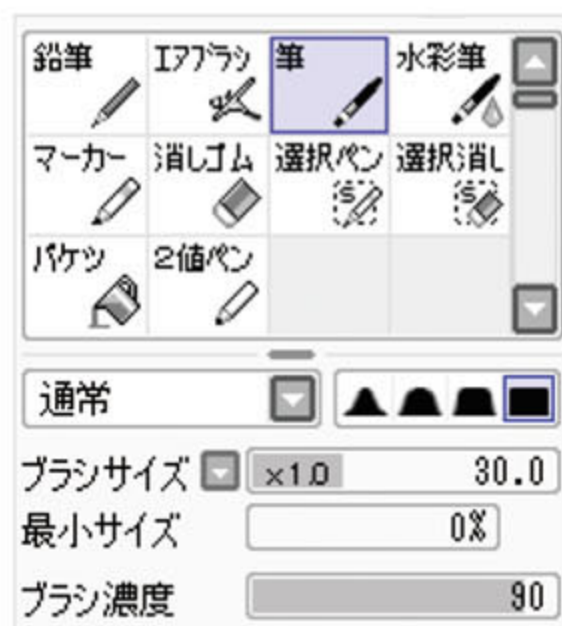 鉛筆 エアブラシ 筆 水彩筆
マーカー 消しゴム 選択ペン 選択消し
バケツ 2値ペン
通常
ブラシサイズ ×1.0 30.0
最小サイズ 0%
ブラシ濃度 90